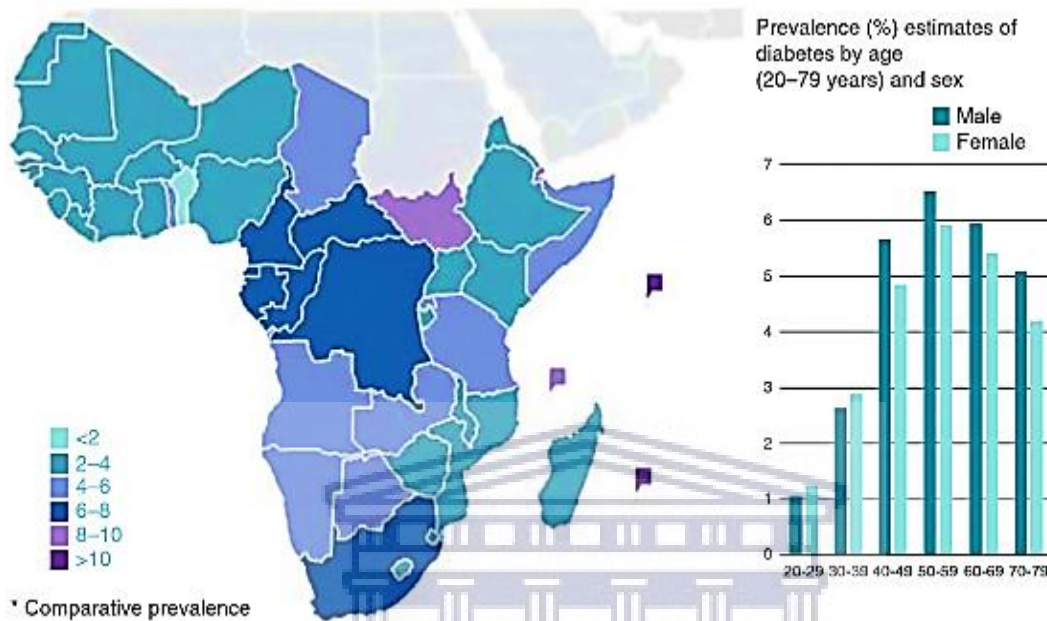 Prevalence (%) estimates of
diabetes by age
(20–79 years) and sex
Male
Female
7
6
5
4
3
2
1
0
20-29 30-39 40-49 50-59 60-69 70-79
<2
2–4
4–6
6–8
8–10
>10
* Comparative prevalence